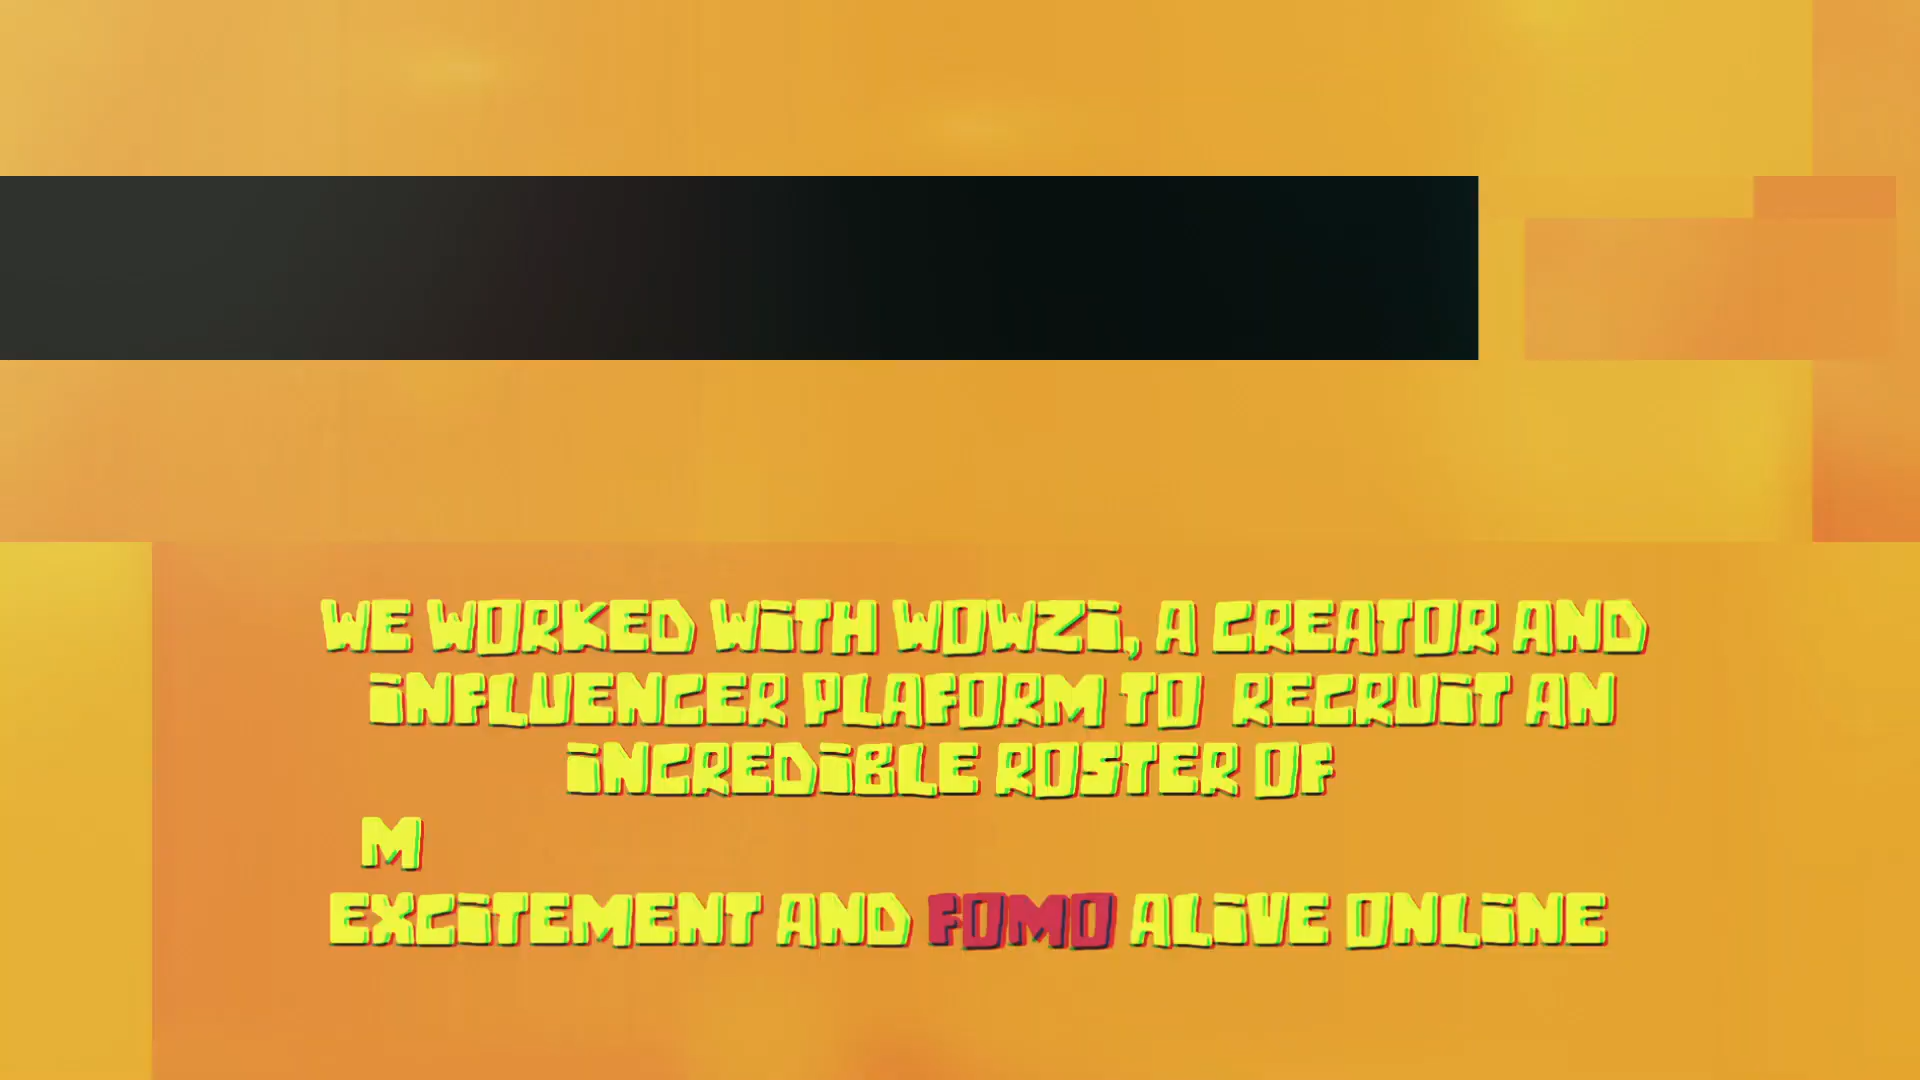 WE WORKED WITH WOWZI, A CREATOR AND
INFLUENCER PLAFORM TO RECRUIT AN
INCREDIBLE ROSTER OF
M
EXCITEMENT AND FOMO ALIVE ONLINE